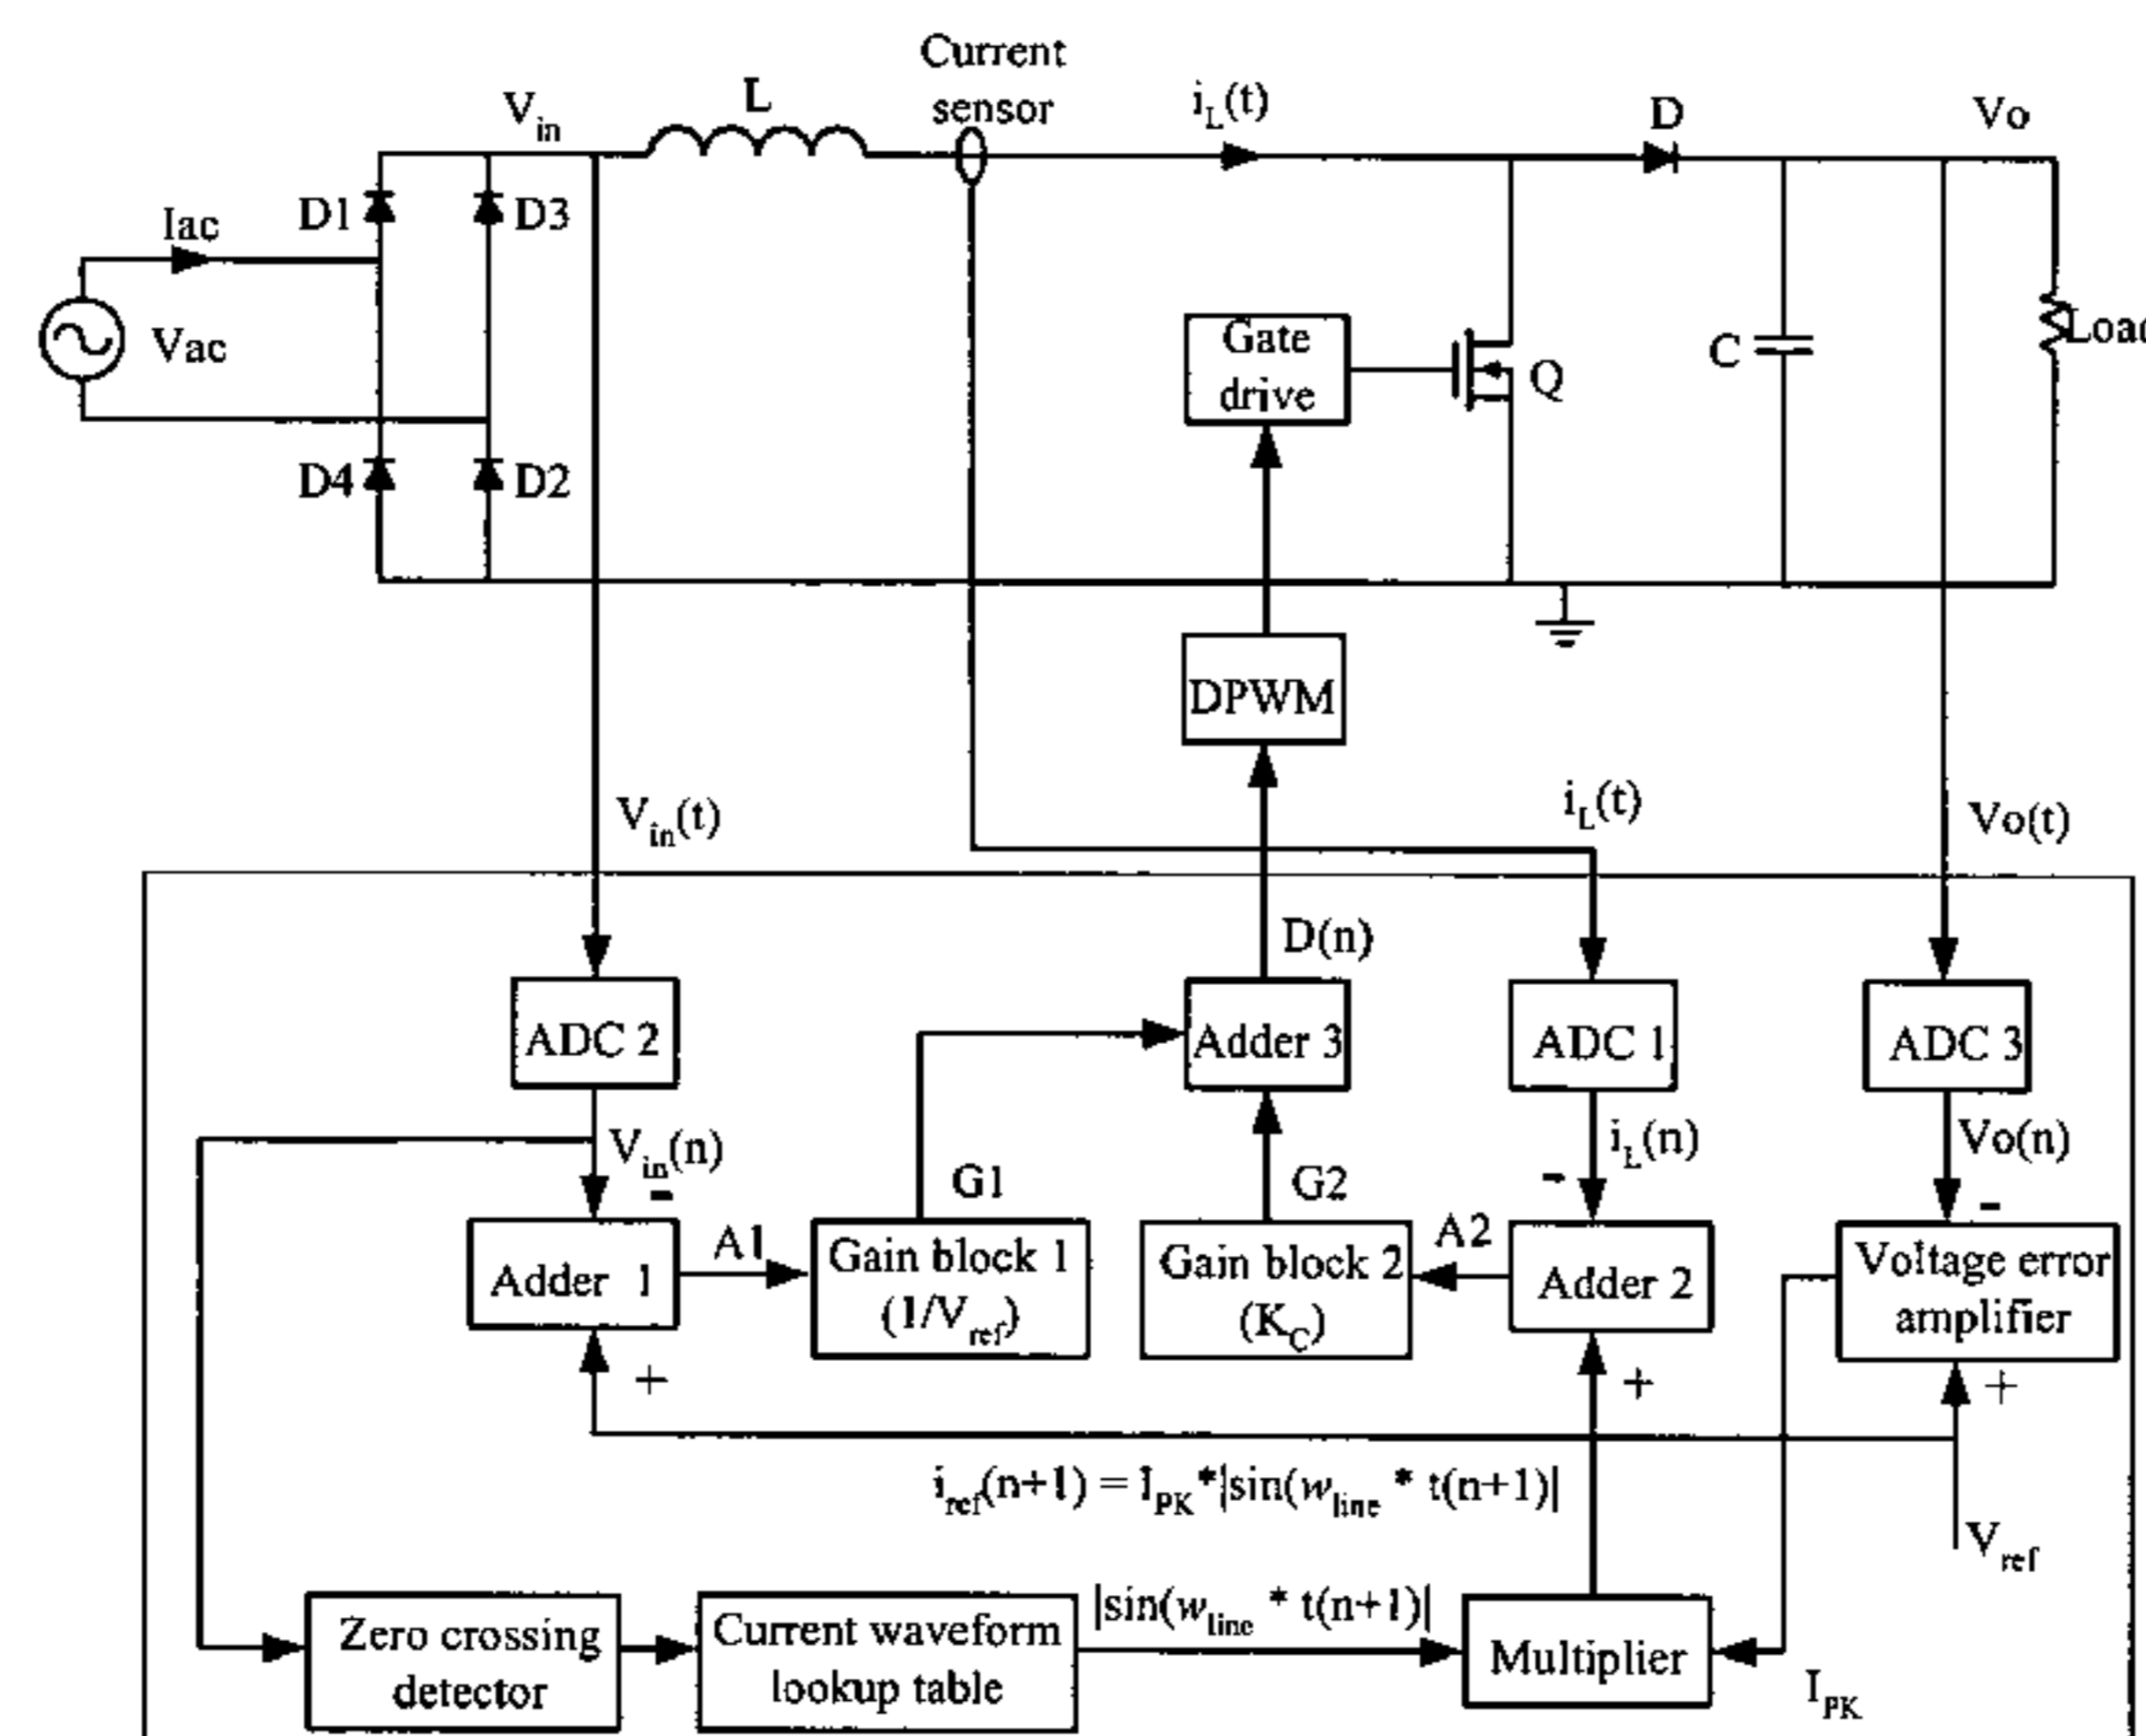 Current
sensor
V_in
L
i_L(t)
D
Vo
D1
D3
Iac
Vac
Gate
drive
Q
C
Load
D4
D2
DPWM
V_in(t)
i_L(t)
Vo(t)
D(n)
ADC 2
Adder 3
ADC 1
ADC 3
V_in(n)
i_L(n)
Vo(n)
-
-
-
G1
G2
Adder 1
A1
Gain block 1
(1/V_ref)
Gain block 2
(K_C)
A2
Adder 2
Voltage error
amplifier
+
+
+
i_ref(n+1) = I_PK*|sin(w_line * t(n+1)|
V_ref
Zero crossing
detector
Current waveform
lookup table
|sin(w_line * t(n+1)|
Multiplier
I_PK